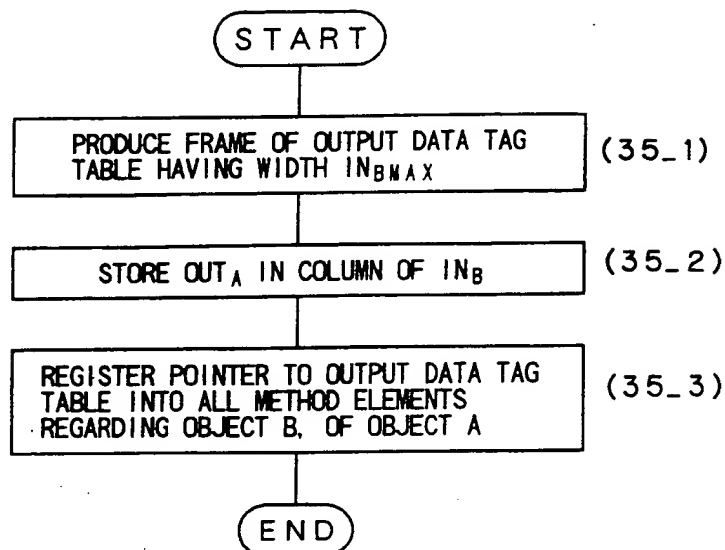 START
PRODUCE FRAME OF OUTPUT DATA TAG
TABLE HAVING WIDTH IN_BMAX
(35_1)
STORE OUT_A IN COLUMN OF IN_B
(35_2)
REGISTER POINTER TO OUTPUT DATA TAG
TABLE INTO ALL METHOD ELEMENTS
REGARDING OBJECT B, OF OBJECT A
(35_3)
END